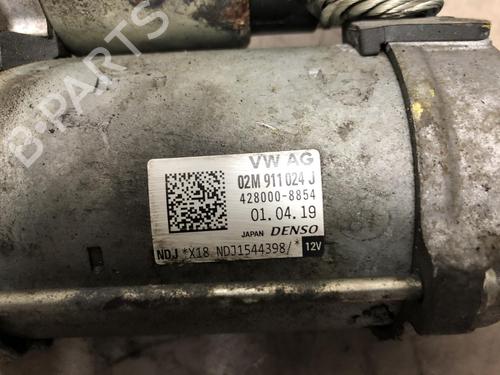 B-PARTS
VW AG
02M 911 024 J
428000-8854
01.04.19
JAPAN DENSO
NDJ *X18 NDJ1544398/* 12V